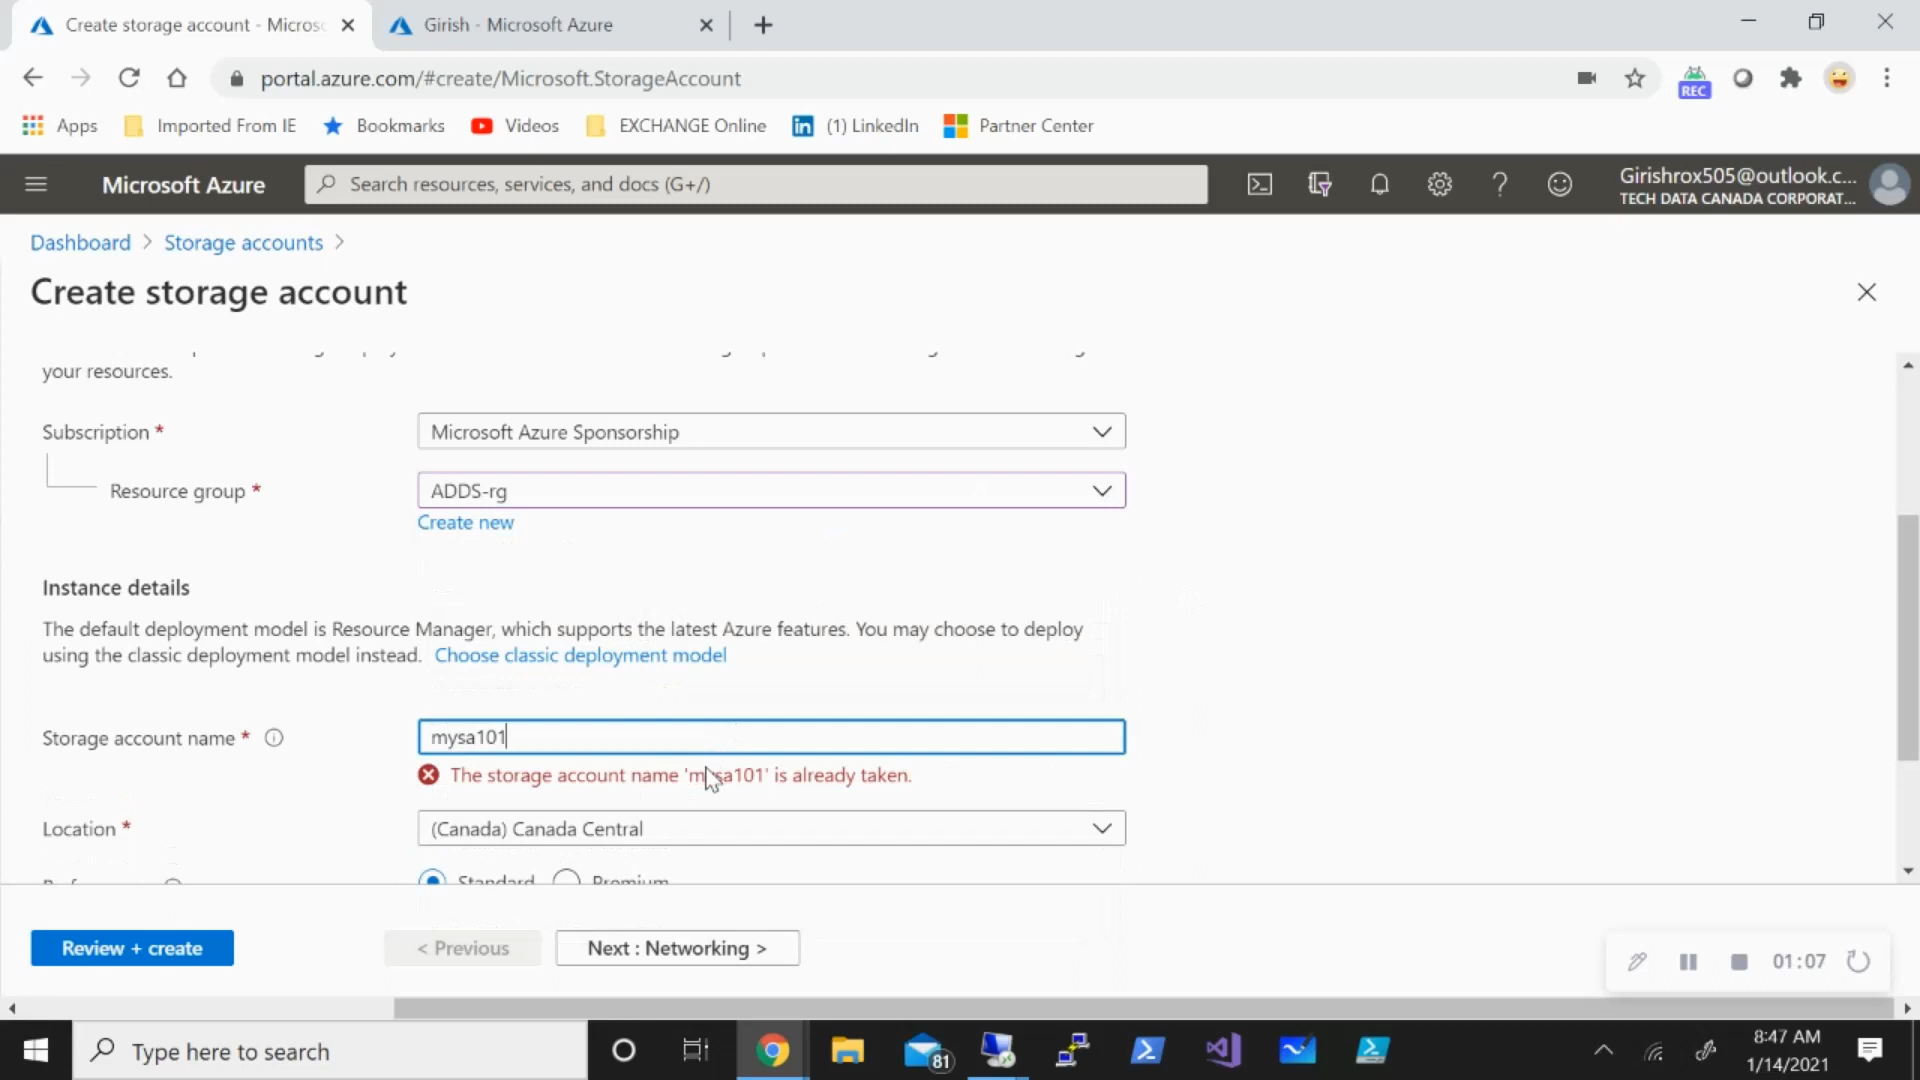 Create storage account - Micros
Girish - Microsoft Azure
portal.azure.com/#create/Microsoft.StorageAccount
REC
Apps
Imported From IE
Bookmarks
Videos
EXCHANGE Online
(1) LinkedIn
Partner Center
Microsoft Azure
Search resources, services, and docs (G+/)
Girishrox505@outlook.c...
TECH DATA CANADA CORPORAT...
Dashboard > Storage accounts >
Create storage account
your resources.
Subscription *
Microsoft Azure Sponsorship
Resource group *
ADDS-rg
Create new
Instance details
The default deployment model is Resource Manager, which supports the latest Azure features. You may choose to deploy
using the classic deployment model instead. Choose classic deployment model
Storage account name *
mysa101
The storage account name 'mysa101' is already taken.
Location *
(Canada) Canada Central
Standard
Premium
Review + create
< Previous
Next : Networking >
01:07
Type here to search
81
8:47 AM
1/14/2021